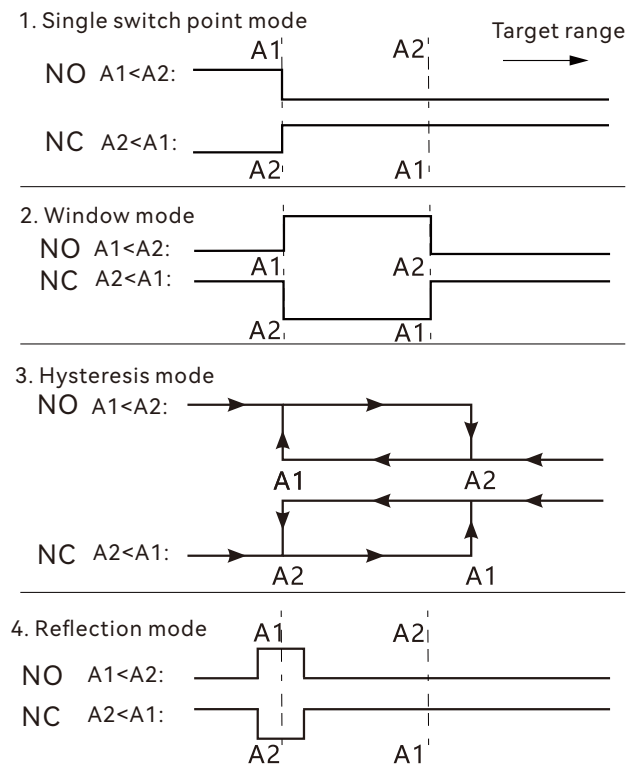 1. Single switch point mode
A1 A2 Target range
NO A1<A2:
NC A2<A1:
A2 A1
2. Window mode
NO A1<A2:
A1 A2
NC A2<A1:
A2 A1
3. Hysteresis mode
NO A1<A2:
A1 A2
NC A2<A1:
A2 A1
4. Reflection mode
A1 A2
NO A1<A2:
NC A2<A1:
A2 A1